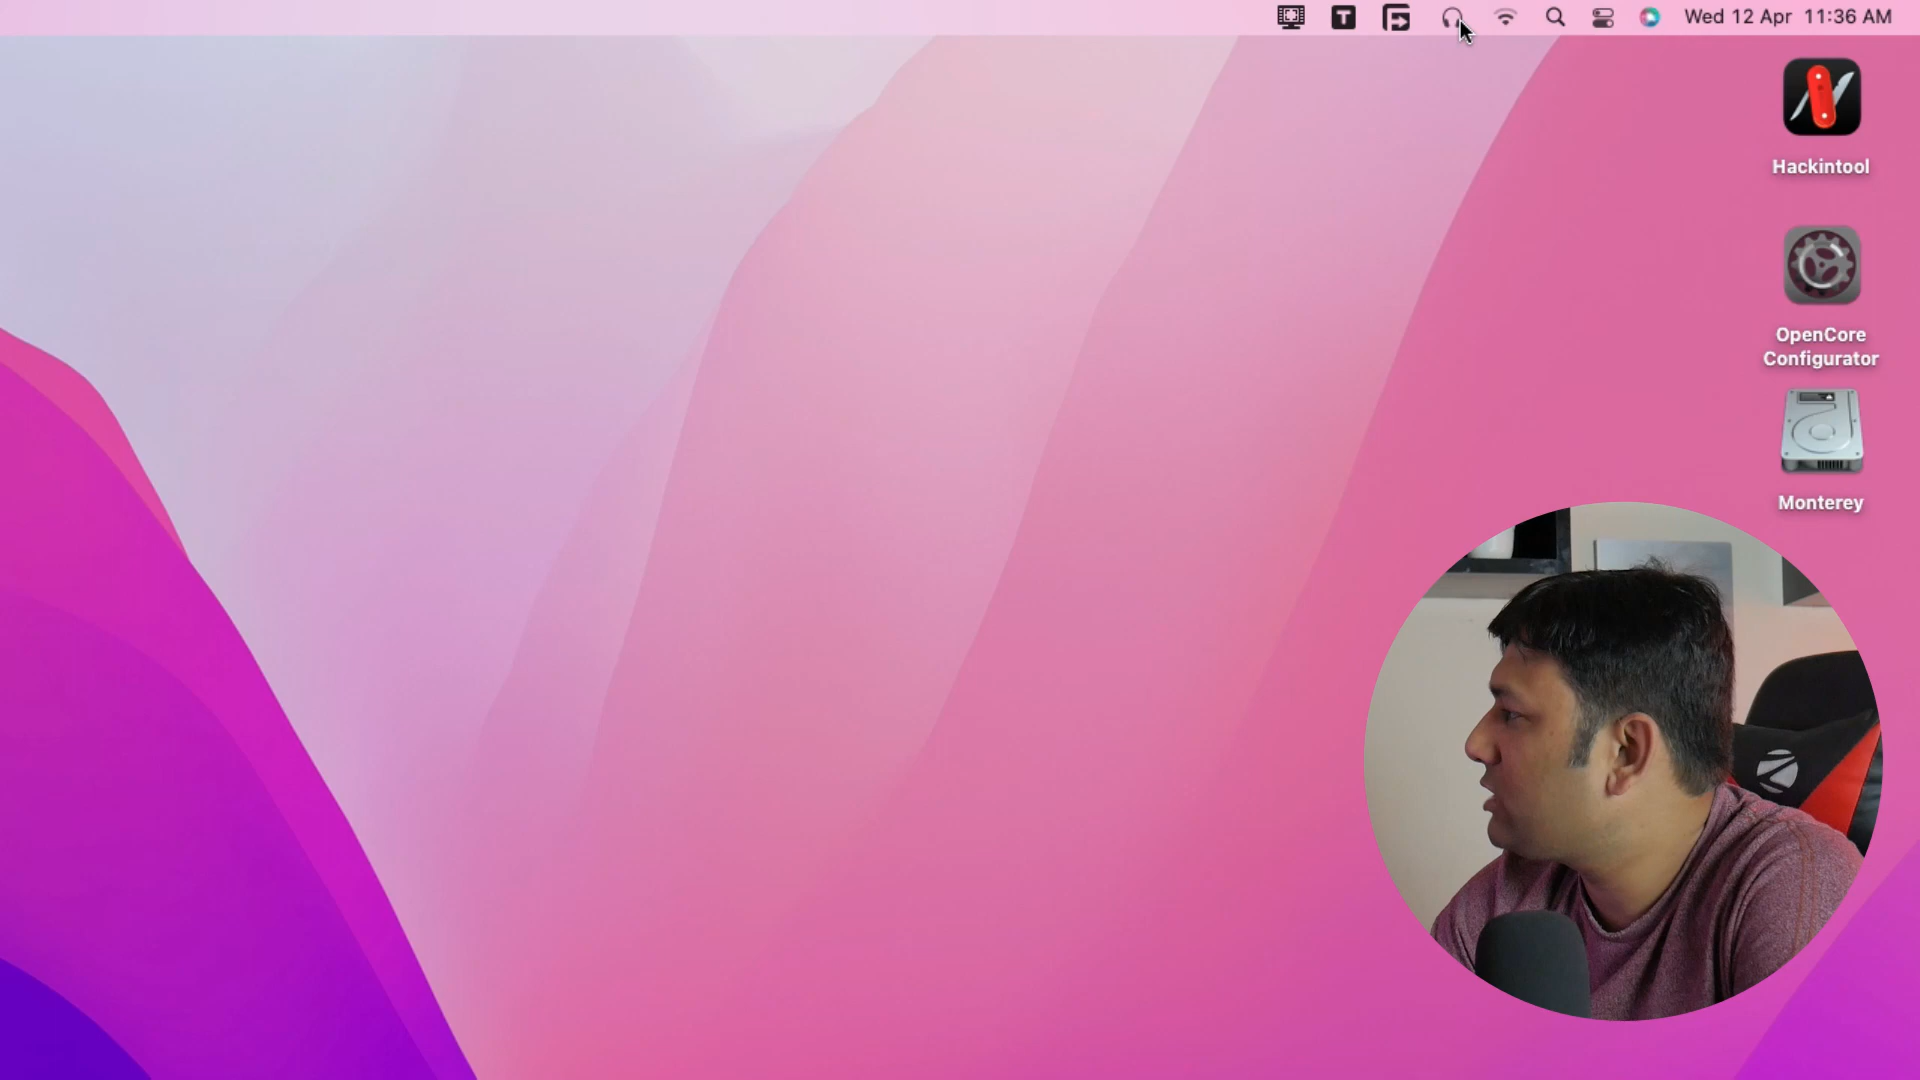 T
Wed 12 Apr 11:36 AM
Hackintool
OpenCore
Configurator
Monterey